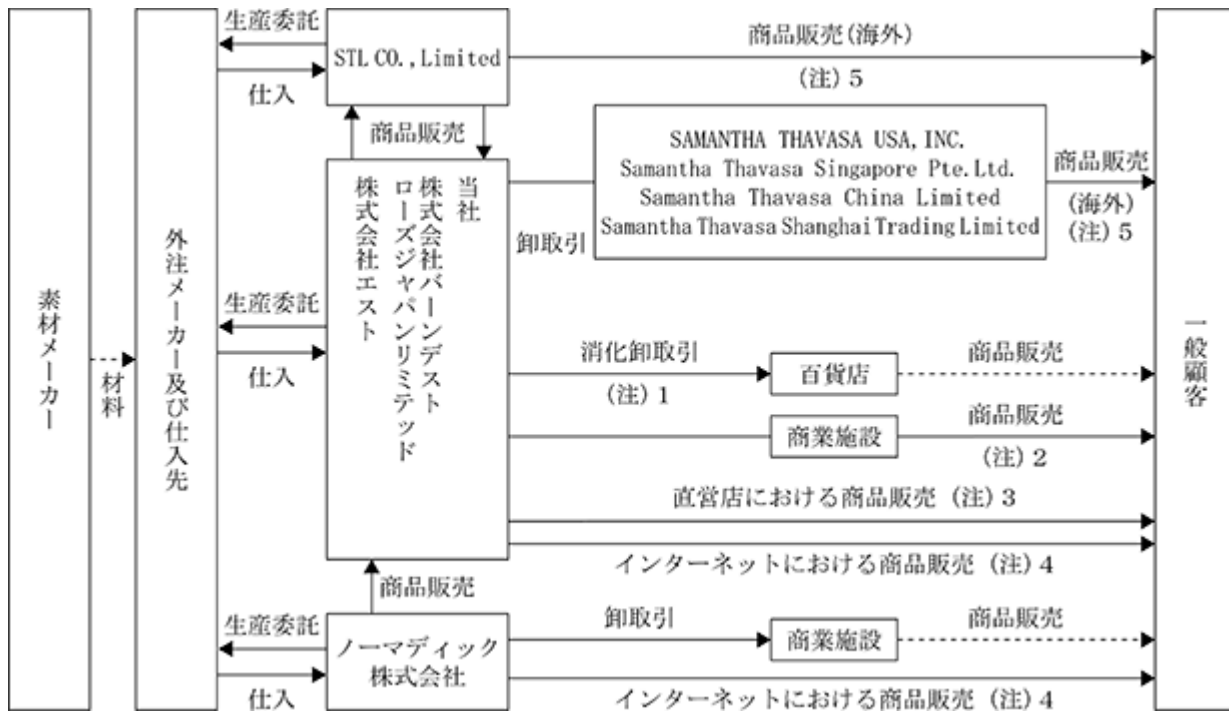 素材メーカー
材料
外注メーカー及び仕入先
生産委託
仕入
STL CO., Limited
商品販売(海外)
(注) 5
商品販売
SAMANTHA THAVASA USA, INC.
Samantha Thavasa Singapore Pte. Ltd.
Samantha Thavasa China Limited
Samantha Thavasa Shanghai Trading Limited
卸取引
商品販売
(海外)
(注) 5
当社
株式会社バーンデスト
ローズジャパンリミテッド
株式会社エスト
生産委託
仕入
消化卸取引
(注) 1
百貨店
商品販売
商業施設
商品販売
(注) 2
直営店における商品販売 (注) 3
インターネットにおける商品販売 (注) 4
商品販売
生産委託
仕入
ノーマディック
株式会社
卸取引
商業施設
商品販売
インターネットにおける商品販売 (注) 4
一般顧客